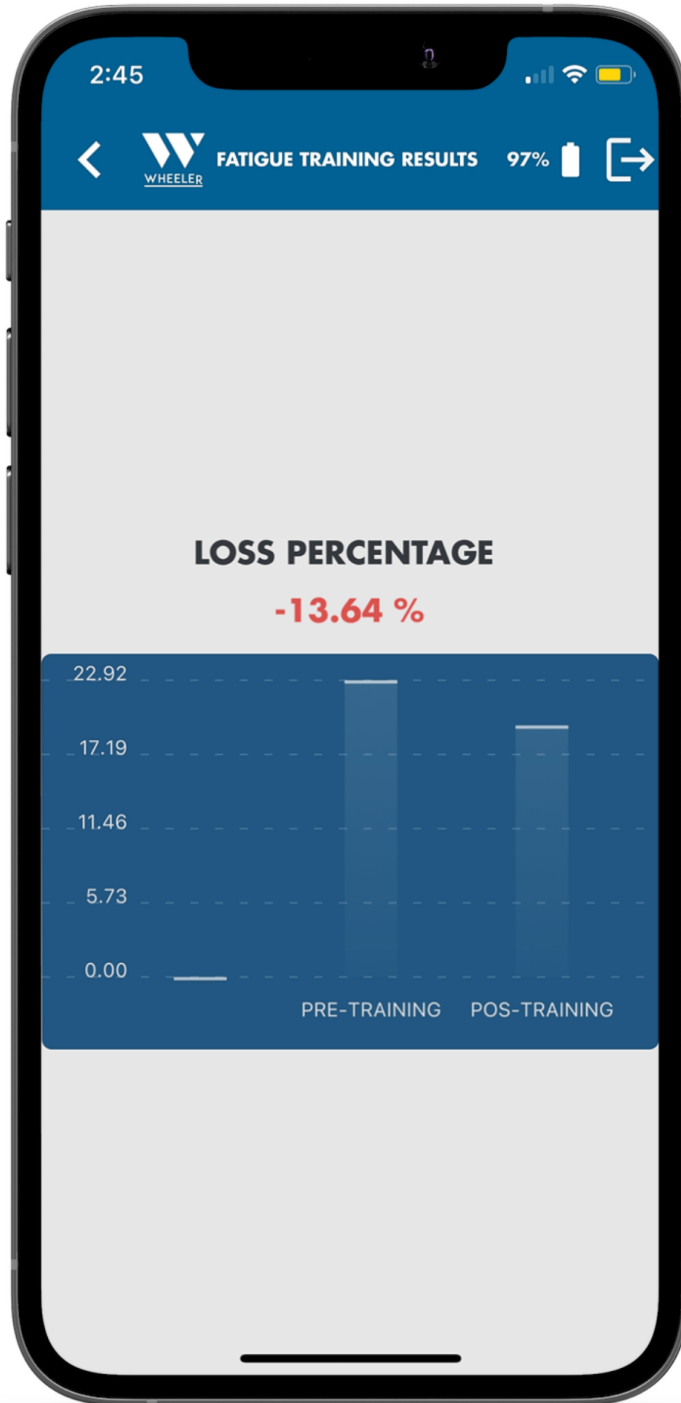 2:45
WHEELER FATIGUE TRAINING RESULTS 97%
LOSS PERCENTAGE
-13.64 %
22.92
17.19
11.46
5.73
0.00
PRE-TRAINING POS-TRAINING